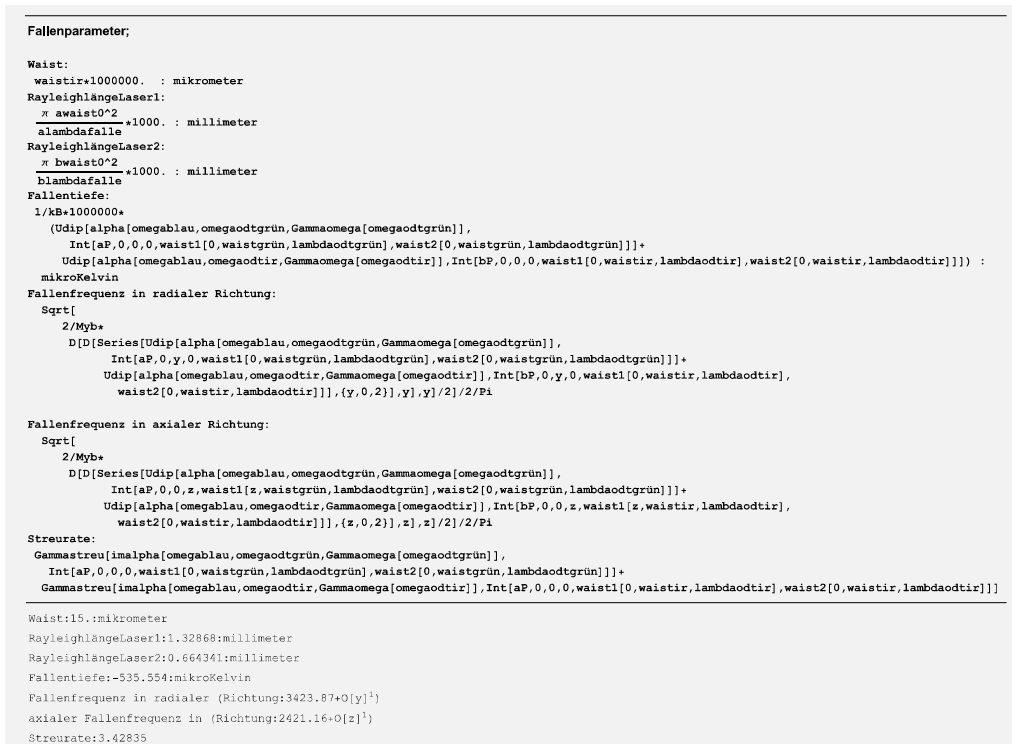 Fallenparameter;
Waist:
waistir*1000000. : mikrometer
RayleighlängeLaser1:
π awaist0^2
alambdafalle
*1000. : millimeter
RayleighlängeLaser2:
π bwaist0^2
blambdafalle
*1000. : millimeter
Fallentiefe:
1/kB*1000000*
(Udip[alpha[omegablau,omegaodtgrün,Gammaomega[omegaodtgrün]],
Int[aP,0,0,0,waist1[0,waistgrün,lambdaodtgrün],waist2[0,waistgrün,lambdaodtgrün]]]+
Udip[alpha[omegablau,omegaodtir,Gammaomega[omegaodtir]],Int[bP,0,0,0,waist1[0,waistir,lambdaodtir],waist2[0,waistir,lambdaodtir]]]) :
mikroKelvin
Fallenfrequenz in radialer Richtung:
Sqrt[
2/Myb*
D[D[Series[Udip[alpha[omegablau,omegaodtgrün,Gammaomega[omegaodtgrün]],
Int[aP,0,y,0,waist1[0,waistgrün,lambdaodtgrün],waist2[0,waistgrün,lambdaodtgrün]]]+
Udip[alpha[omegablau,omegaodtir,Gammaomega[omegaodtir]],Int[bP,0,y,0,waist1[0,waistir,lambdaodtir],
waist2[0,waistir,lambdaodtir]]],{y,0,2}],y],y]/2]/2/Pi
Fallenfrequenz in axialer Richtung:
Sqrt[
2/Myb*
D[D[Series[Udip[alpha[omegablau,omegaodtgrün,Gammaomega[omegaodtgrün]],
Int[aP,0,0,z,waist1[z,waistgrün,lambdaodtgrün],waist2[0,waistgrün,lambdaodtgrün]]]+
Udip[alpha[omegablau,omegaodtir,Gammaomega[omegaodtir]],Int[bP,0,0,z,waist1[z,waistir,lambdaodtir],
waist2[0,waistir,lambdaodtir]]],{z,0,2}],z],z]/2]/2/Pi
Streurate:
Gammastreu[imalpha[omegablau,omegaodtgrün,Gammaomega[omegaodtgrün]],
Int[aP,0,0,0,waist1[0,waistgrün,lambdaodtgrün],waist2[0,waistgrün,lambdaodtgrün]]]+
Gammastreu[imalpha[omegablau,omegaodtir,Gammaomega[omegaodtir]],Int[aP,0,0,0,waist1[0,waistir,lambdaodtir],waist2[0,waistir,lambdaodtir]]]
Waist:15.:mikrometer
RayleighlängeLaser1:1.32868:millimeter
RayleighlängeLaser2:0.664341:millimeter
Fallentiefe:-535.554:mikroKelvin
Fallenfrequenz in radialer (Richtung:3423.87+O[y]¹)
axialer Fallenfrequenz in (Richtung:2421.16+O[z]¹)
Streurate:3.42835